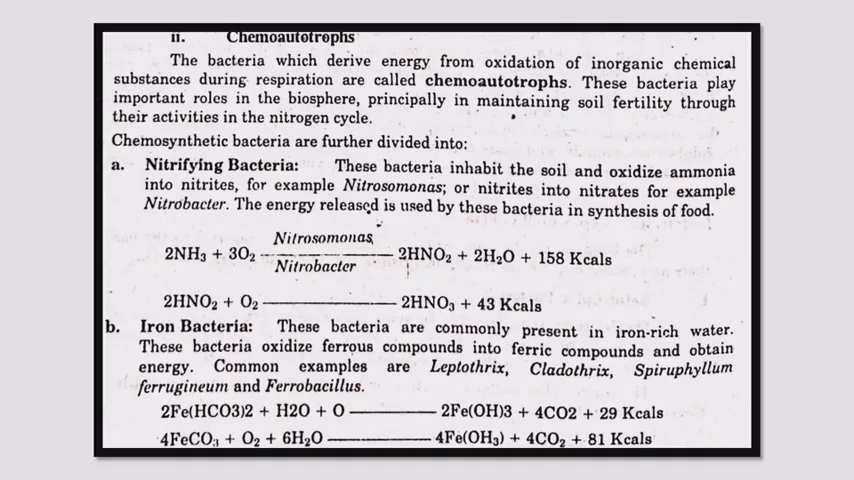 ii. Chemoautotrophs
The bacteria which derive energy from oxidation of inorganic chemical
substances during respiration are called chemoautotrophs. These bacteria play
important roles in the biosphere, principally in maintaining soil fertility through
their activities in the nitrogen cycle.
Chemosynthetic bacteria are further divided into:
a. Nitrifying Bacteria: These bacteria inhabit the soil and oxidize ammonia
into nitrites, for example Nitrosomonas; or nitrites into nitrates for example
Nitrobacter. The energy released is used by these bacteria in synthesis of food.
Nitrosomonas
2NH₃ + 3O₂ ———— 2HNO₂ + 2H₂O + 158 Kcals
Nitrobacter
2HNO₂ + O₂ ———— 2HNO₃ + 43 Kcals
b. Iron Bacteria: These bacteria are commonly present in iron-rich water.
These bacteria oxidize ferrous compounds into ferric compounds and obtain
energy. Common examples are Leptothrix, Cladothrix, Spiruphyllum
ferrugineum and Ferrobacillus.
2Fe(HCO3)2 + H2O + O ———— 2Fe(OH)3 + 4CO2 + 29 Kcals
4FeCO₃ + O₂ + 6H₂O ———— 4Fe(OH₃) + 4CO₂ + 81 Kcals